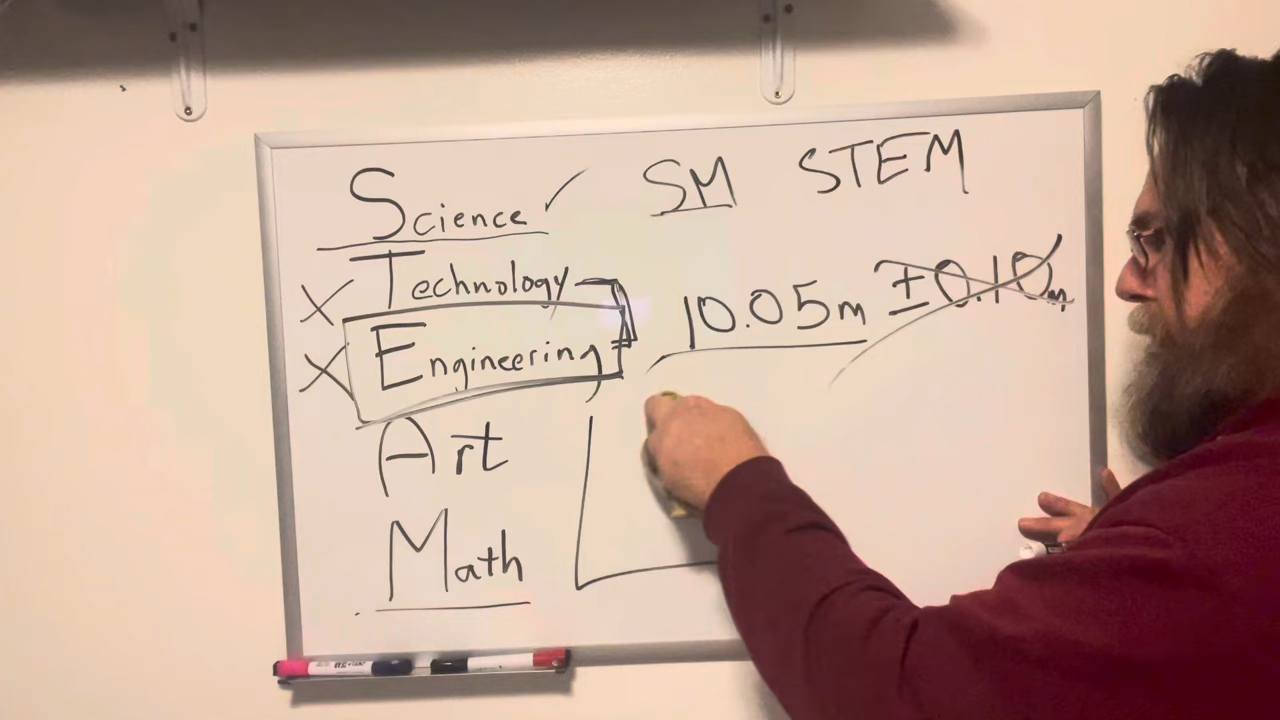 Science SM STEM
Technology
10.05m ±0.10m
Engineering
Art
Math